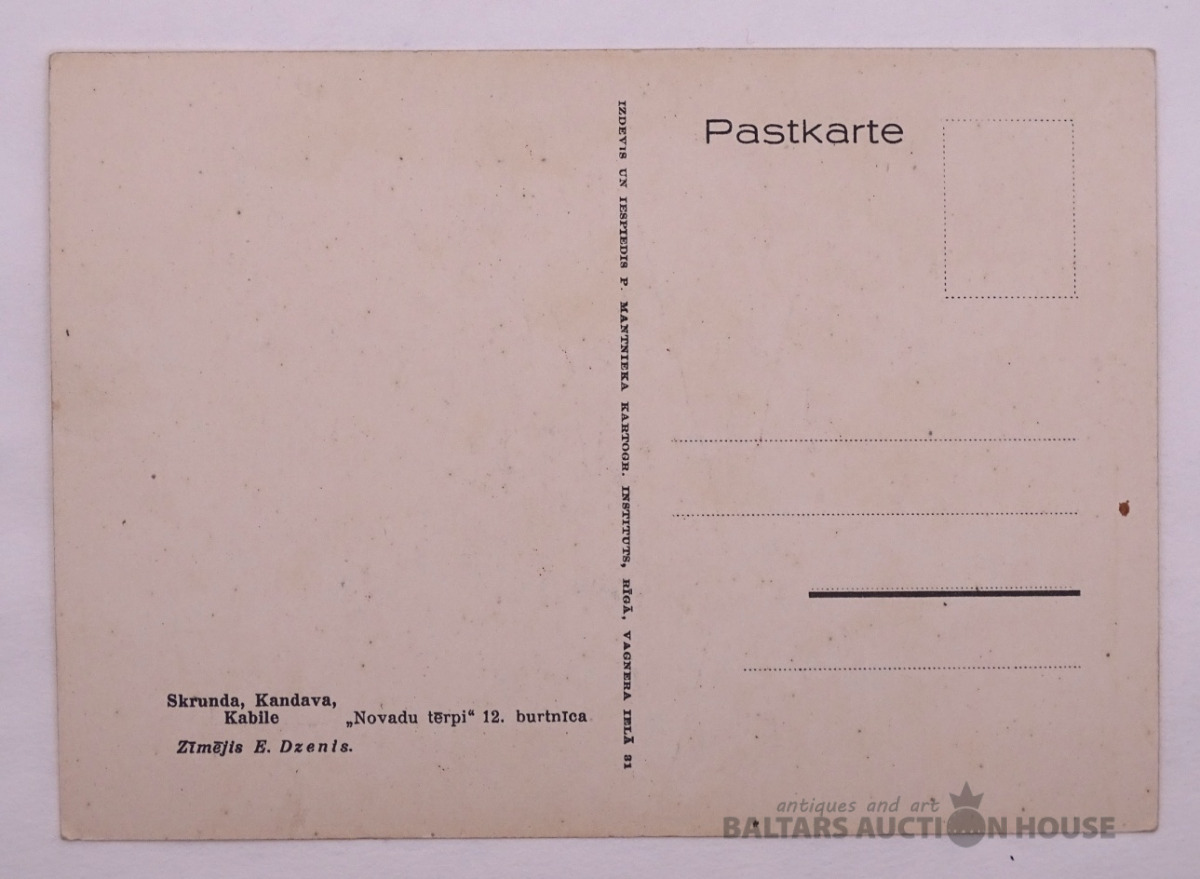 Pastkarte
IZDEVIS UN IESPIEDIS P. MANTNIEKA KARTOGR. INSTITUTS, RĪGĀ, VAGNERA IELĀ 31
Skrunda, Kandava,
Kabile „Novadu tērpi“ 12. burtnīca
Zīmējis E. Dzenis.
antiques and art
BALTARS AUCTION HOUSE